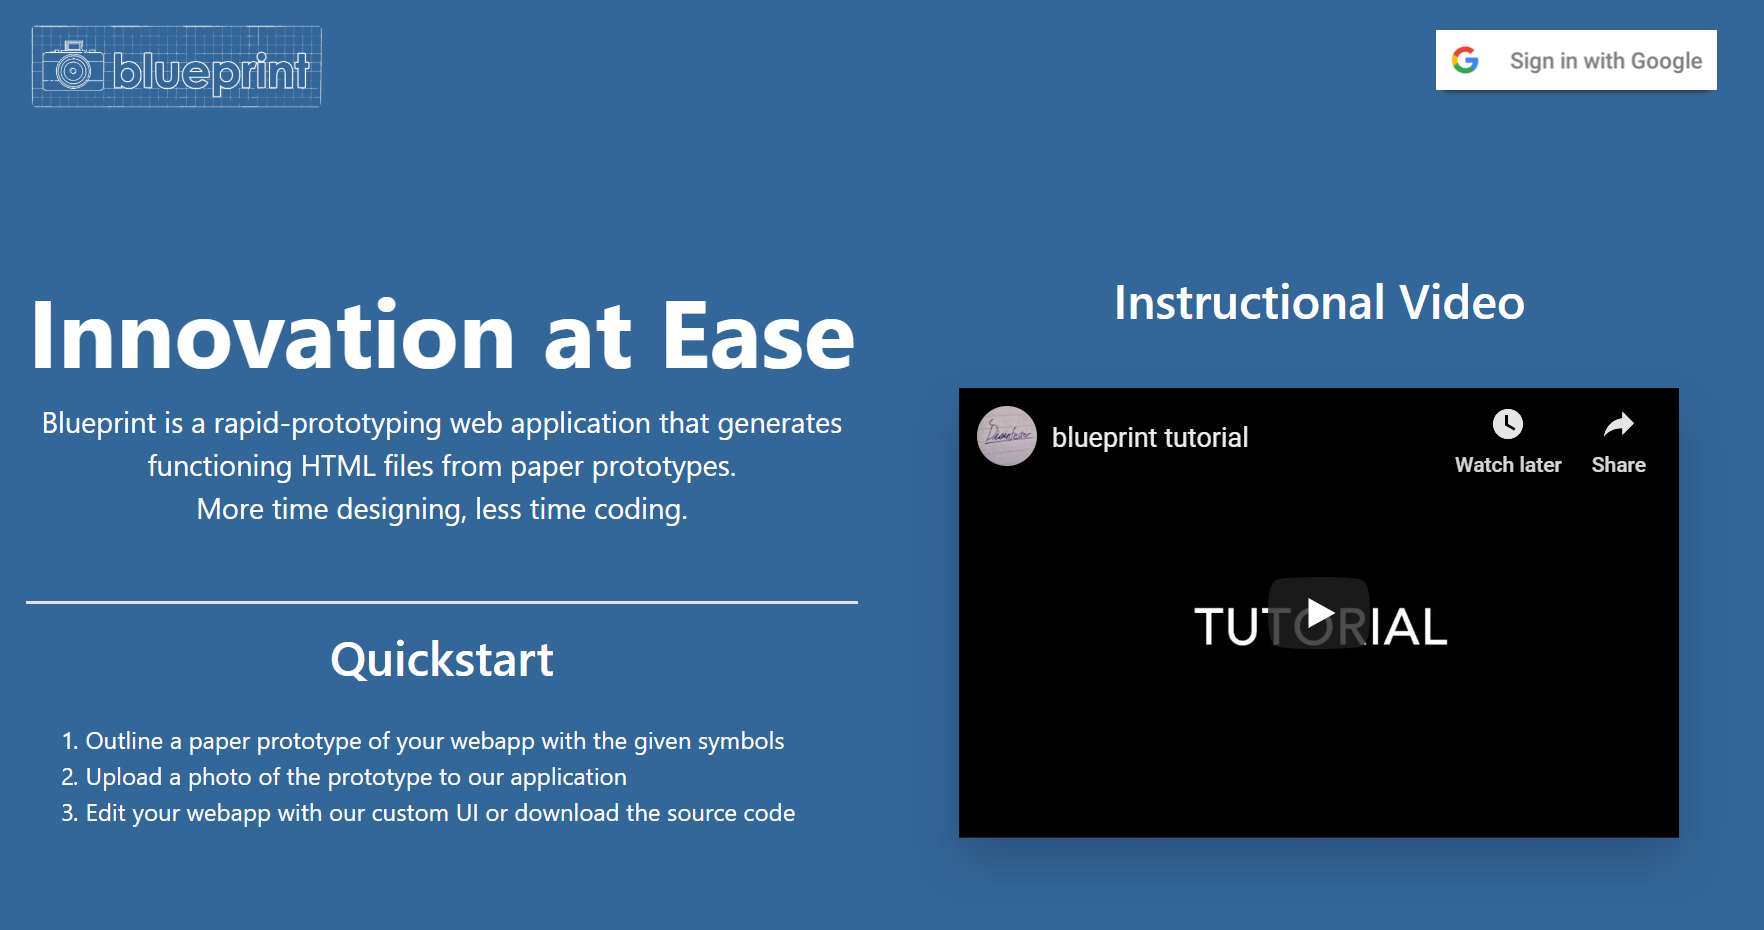 blueprint
Sign in with Google
Innovation at Ease
Blueprint is a rapid-prototyping web application that generates
functioning HTML files from paper prototypes.
More time designing, less time coding.
Quickstart
1. Outline a paper prototype of your webapp with the given symbols
2. Upload a photo of the prototype to our application
3. Edit your webapp with our custom UI or download the source code
Instructional Video
blueprint tutorial
Watch later
Share
TUTORIAL